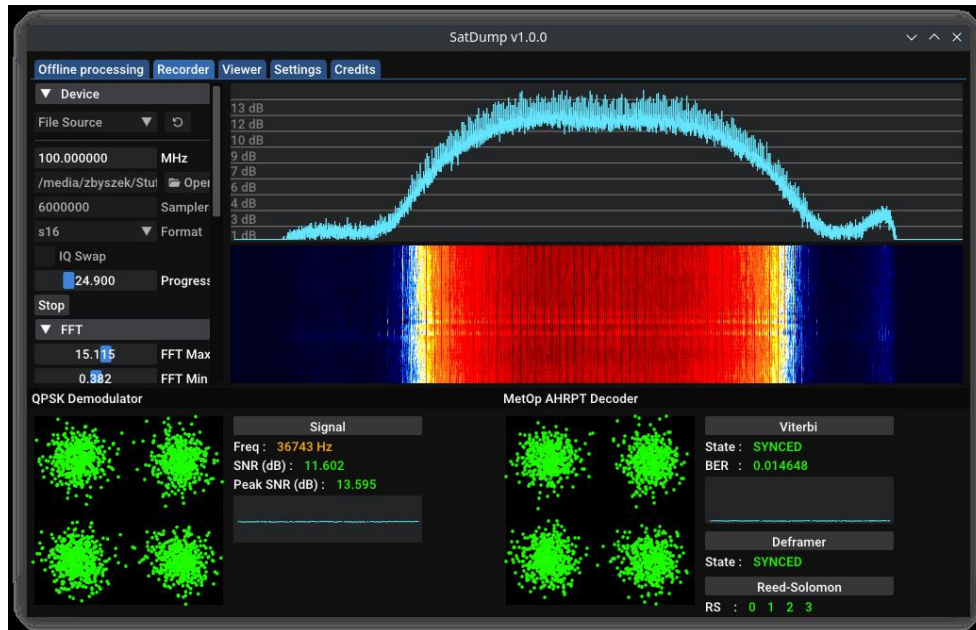 SatDump v1.0.0
Offline processing Recorder Viewer Settings Credits
Device
File Source
100.000000 MHz
/media/zbyszek/Stuf Open
6000000 Sampler
s16 Format
IQ Swap
24.900 Progress
Stop
FFT
15.115 FFT Max
0.382 FFT Min
13 dB
12 dB
10 dB
9 dB
7 dB
6 dB
4 dB
3 dB
1 dB
QPSK Demodulator
Signal
Freq : 36743 Hz
SNR (dB) : 11.602
Peak SNR (dB) : 13.595
MetOp AHRPT Decoder
Viterbi
State : SYNCED
BER : 0.014648
Deframer
State : SYNCED
Reed-Solomon
RS : 0 1 2 3